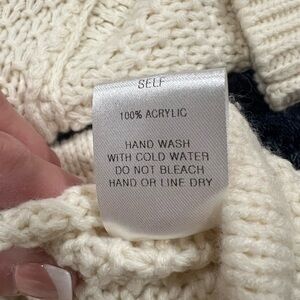 SELF
100% ACRYLIC
HAND WASH
WITH COLD WATER
DO NOT BLEACH
HAND OR LINE DRY